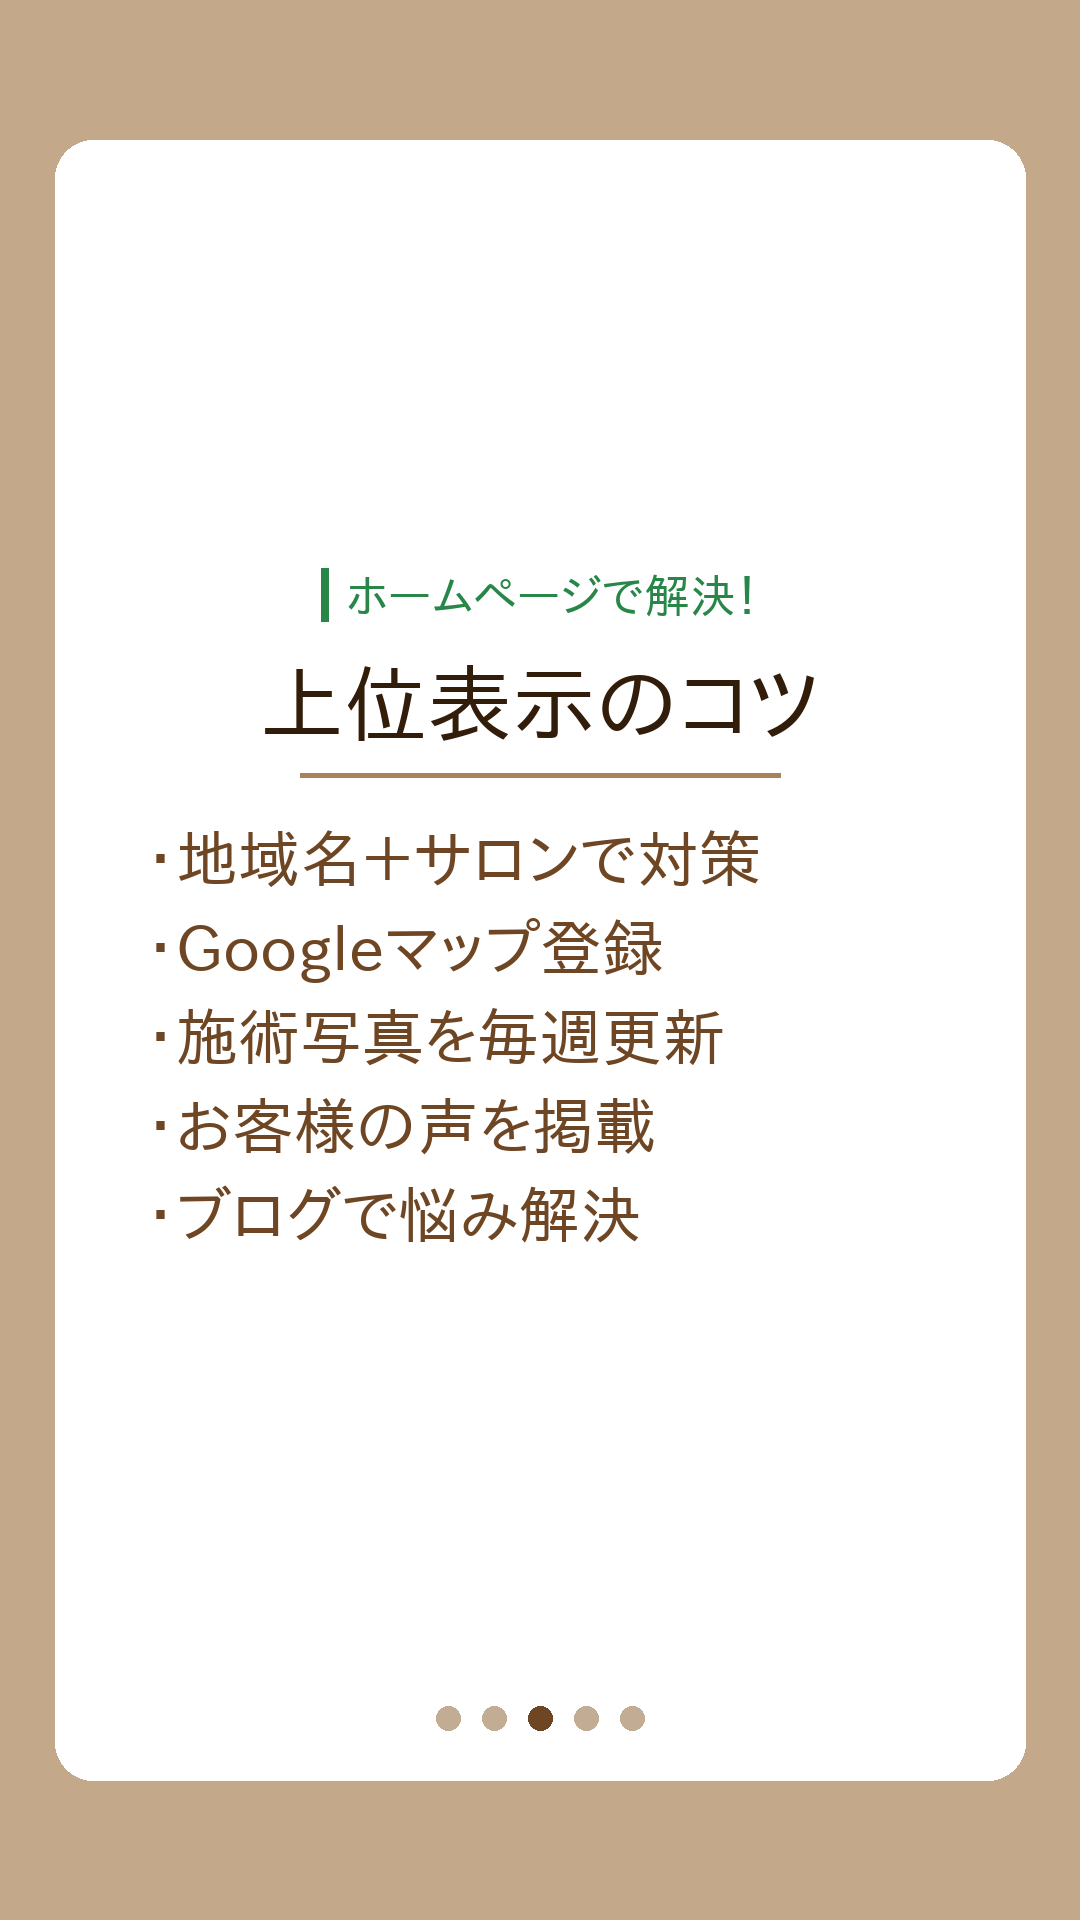 ホームページで解決！
上位表示のコツ
・地域名＋サロンで対策
・Googleマップ登録
・施術写真を毎週更新
・お客様の声を掲載
・ブログで悩み解決